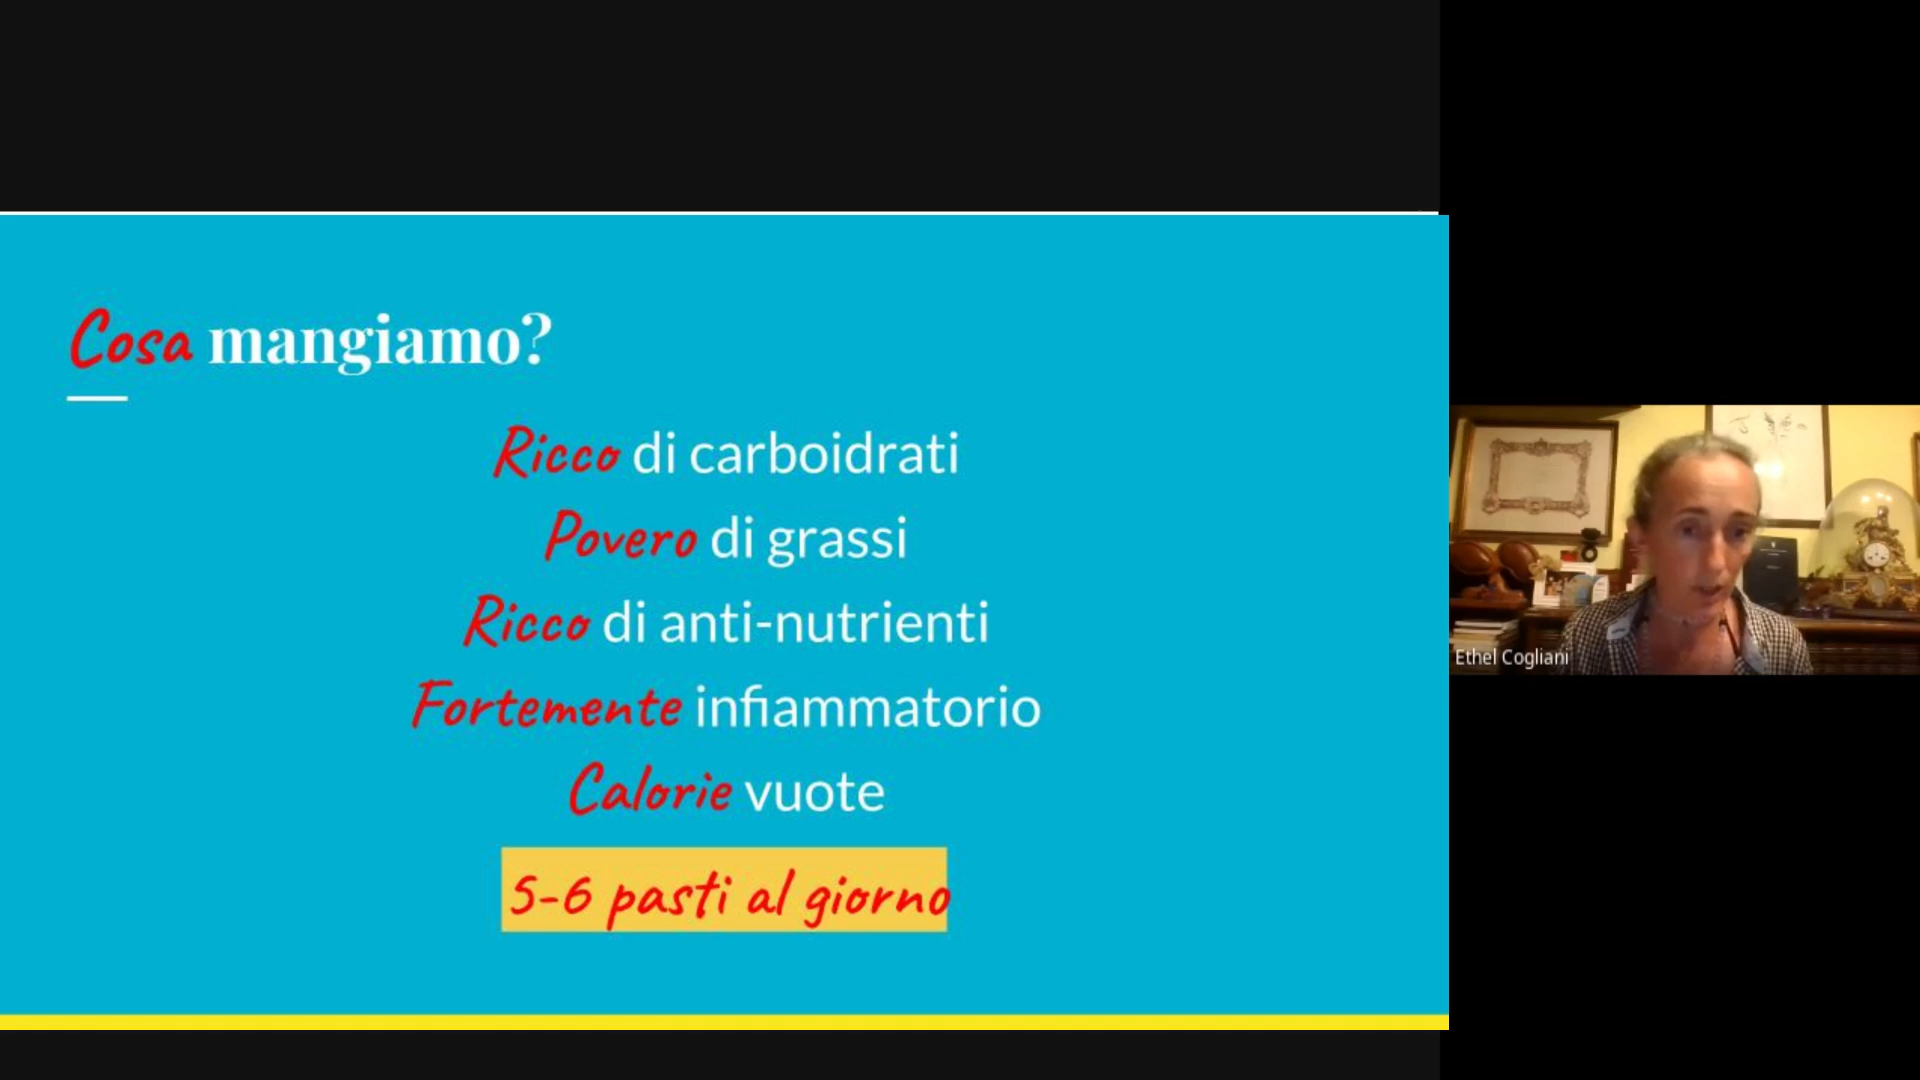 Cosa mangiamo?
Ricco di carboidrati
Povero di grassi
Ricco di anti-nutrienti
Fortemente infiammatorio
Calorie vuote
5-6 pasti al giorno
Ethel Cogliani